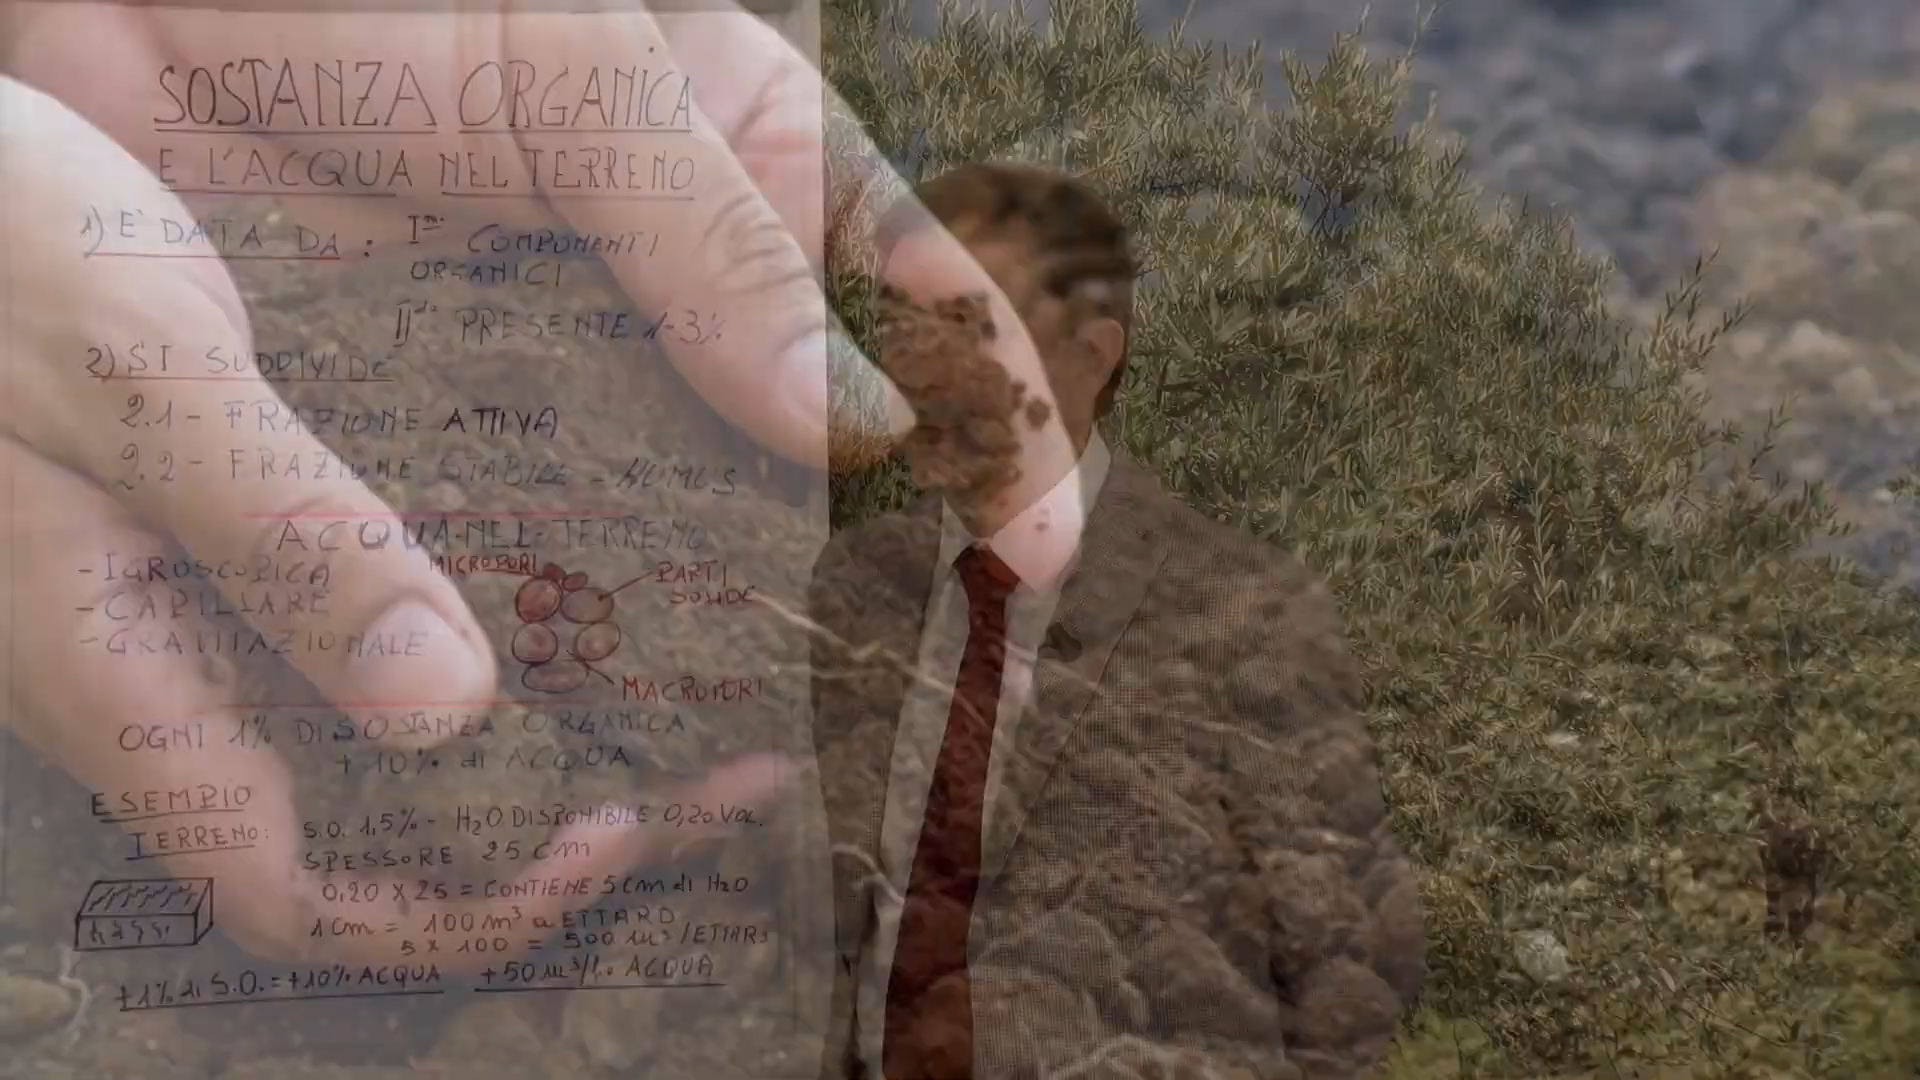 SOSTANZA ORGANICA
E L'ACQUA NEL TERRENO
1) E' DATA DA : I^m. COMPONENTI
ORGANICI
II^da. PRESENTE 1-3%
2) SI SUDDIVIDE
2.1 - FRAZIONE ATTIVA
2.2 - FRAZIONE STABILE - HUMUS
ACQUA NEL TERRENO
- IGROSCOPICA
- CAPILLARE
- GRAVITAZIONALE
MICROPORI
PARTI
SOLIDE
MACROPORI
OGNI 1% DI SOSTANZA ORGANICA
+ 10% di ACQUA
ESEMPIO
TERRENO:
S.O. 1,5% - H2O DISPONIBILE 0,20 VOL.
SPESSORE 25 cm
0,20 X 25 = CONTIENE 5 cm di H2O
1 cm = 100 m³ a ETTARO
5 x 100 = 500 m³/ETTARO
+1% di S.O. = +10% ACQUA +50 m³/h. ACQUA